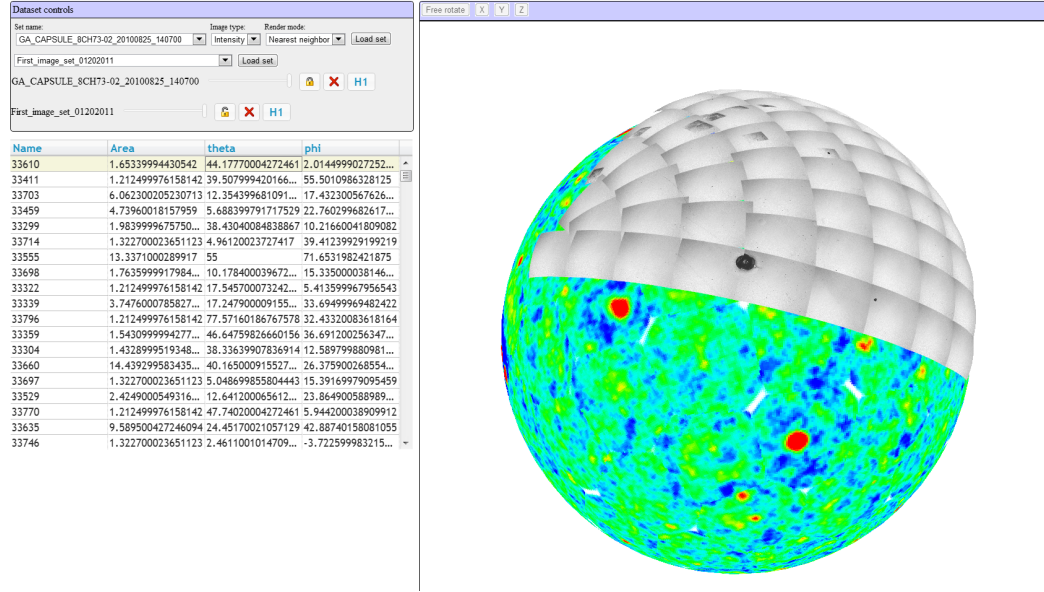 Dataset controls
Free rotate X Y Z
Set name: Image type: Render mode:
GA_CAPSULE_8CH73-02_20100825_140700 Intensity Nearest neighbor Load set
First_image_set_01202011 Load set
GA_CAPSULE_8CH73-02_20100825_140700 H1
First_image_set_01202011 H1
Name Area theta phi
33610 1.65339994430542 44.17770004272461 2.0144999027252...
33411 1.212499976158142 39.507999420166... 55.5010986328125
33703 6.062300205230713 12.354399681091... 17.432300567626...
33459 4.73960018157959 5.688399791717529 22.760299682617...
33299 1.9839999675750... 38.43040084838867 10.21660041809082
33714 1.322700023651123 4.96120023727417 39.41239929199219
33555 13.3371000289917 55 71.6531982421875
33698 1.7635999917984... 10.178400039672... 15.335000038146...
33322 1.212499976158142 17.545700073242... 5.413599967956543
33339 3.7476000785827... 17.247900009155... 33.69499969482422
33796 1.212499976158142 77.57160186767578 32.43320083618164
33359 1.5430999994277... 46.64759826660156 36.691200256347...
33304 1.4328999519348... 38.33639907836914 12.589799880981...
33660 14.439299583435... 40.165000915527... 26.375900268554...
33697 1.322700023651123 5.048699855804443 15.39169979095459
33529 2.4249000549316... 12.641200065612... 23.864900588989...
33770 1.212499976158142 47.74020004272461 5.944200038909912
33635 9.589500427246094 24.45170021057129 42.88740158081055
33746 1.322700023651123 2.4611001014709... -3.722599983215...